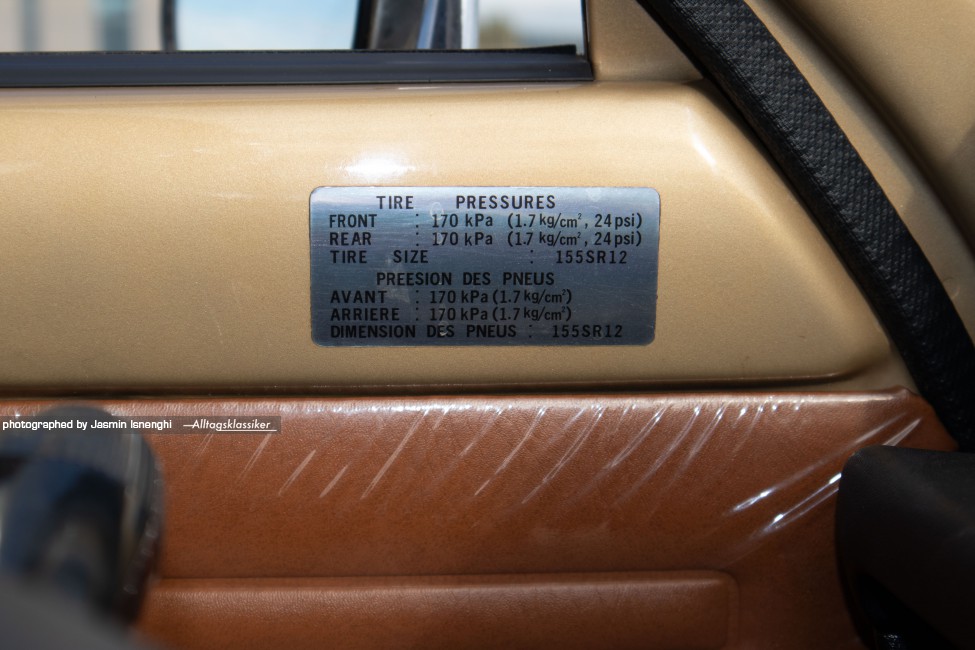 TIRE PRESSURES
FRONT : 170 kPa (1.7 kg/cm², 24 psi)
REAR : 170 kPa (1.7 kg/cm², 24 psi)
TIRE SIZE : 155SR12
PREESION DES PNEUS
AVANT : 170 kPa (1.7 kg/cm²)
ARRIERE : 170 kPa (1.7 kg/cm²)
DIMENSION DES PNEUS : 155SR12
photographed by Jasmin Isnenghi —Alltagsklassiker